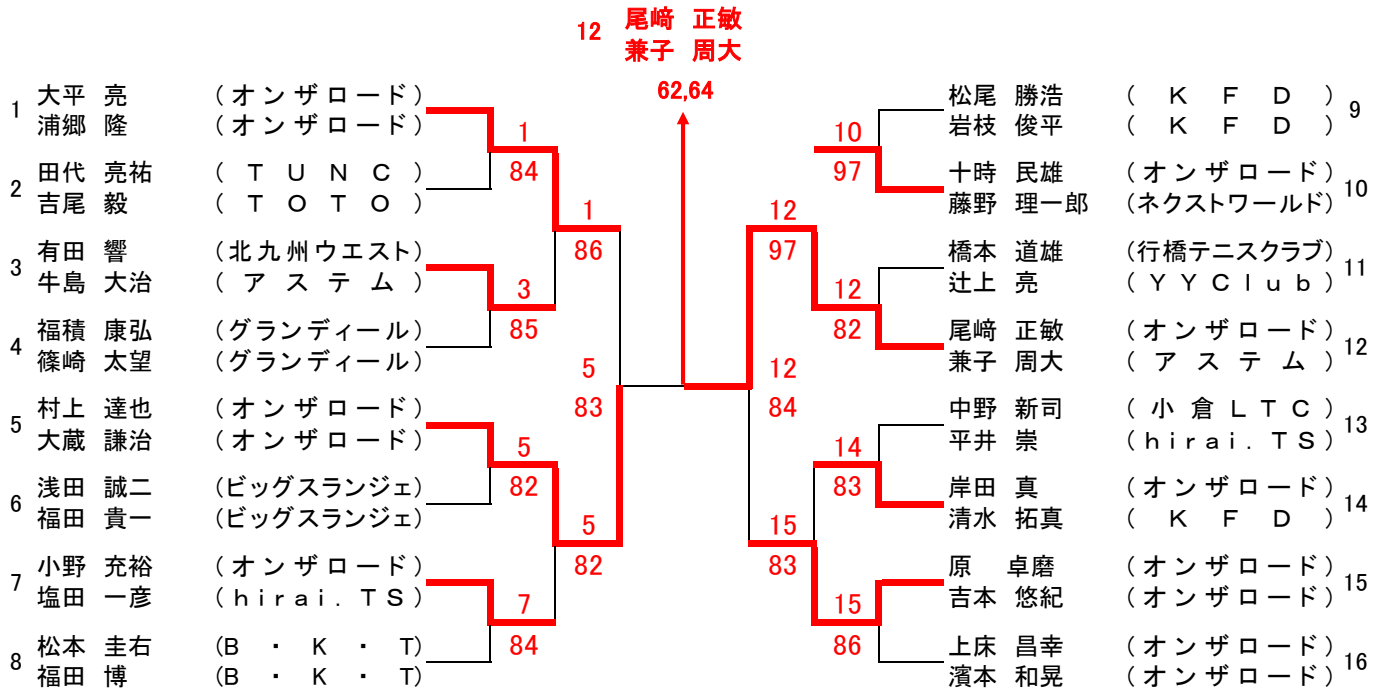 12 尾﨑 正敏
兼子 周大
62,64
1 大平 亮 (オンザロード)
浦郷 隆 (オンザロード)
2 田代 亮祐 (TUNC)
吉尾 毅 (TOTO)
3 有田 響 (北九州ウエスト)
牛島 大治 (アステム)
4 福積 康弘 (グランディール)
篠崎 太望 (グランディール)
5 村上 達也 (オンザロード)
大蔵 謙治 (オンザロード)
6 浅田 誠二 (ビッグスランジェ)
福田 貴一 (ビッグスランジェ)
7 小野 充裕 (オンザロード)
塩田 一彦 (hirai.TS)
8 松本 圭右 (B・K・T)
福田 博 (B・K・T)
1
84
3
85
5
82
7
84
1
86
5
82
5
83
12
84
12
97
15
83
10
97
12
82
14
83
15
86
松尾 勝浩 (KFD) 9
岩枝 俊平 (KFD)
十時 民雄 (オンザロード) 10
藤野 理一郎 (ネクストワールド)
橋本 道雄 (行橋テニスクラブ) 11
辻上 亮 (YYClub)
尾﨑 正敏 (オンザロード) 12
兼子 周大 (アステム)
中野 新司 (小倉LTC) 13
平井 崇 (hirai.TS)
岸田 真 (オンザロード) 14
清水 拓真 (KFD)
原 卓磨 (オンザロード) 15
吉本 悠紀 (オンザロード)
上床 昌幸 (オンザロード) 16
濱本 和晃 (オンザロード)